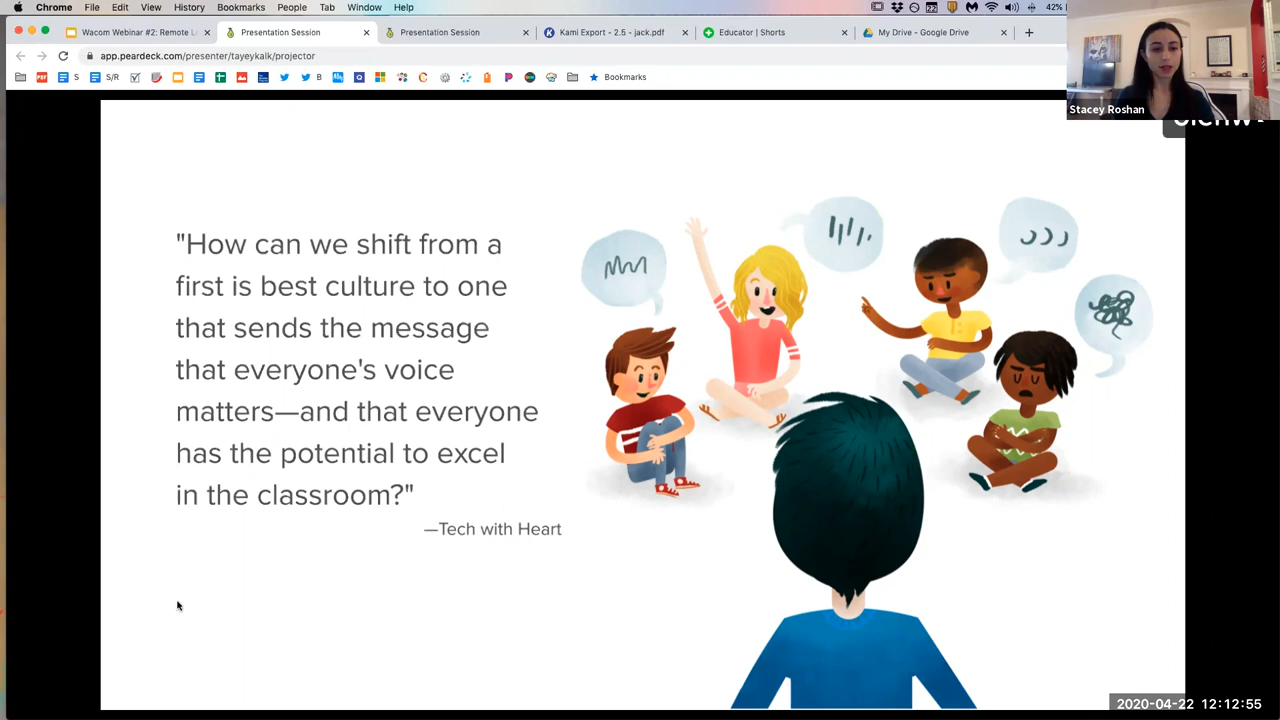 Chrome File Edit View History Bookmarks People Tab Window Help 42%
Wacom Webinar #2: Remote L Presentation Session Presentation Session Kami Export - 2.5 - jack.pdf Educator | Shorts My Drive - Google Drive
app.peardeck.com/presenter/tayeykalk/projector
S S/R B Bookmarks
Stacey Roshan
"How can we shift from a
first is best culture to one
that sends the message
that everyone's voice
matters—and that everyone
has the potential to excel
in the classroom?"
—Tech with Heart
2020-04-22 12:12:55